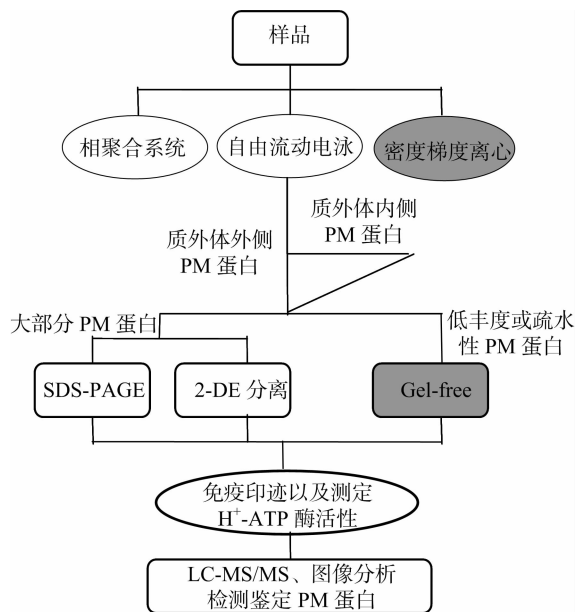 样品
相聚合系统
自由流动电泳
密度梯度离心
质外体内侧
PM 蛋白
质外体外侧
PM 蛋白
大部分 PM 蛋白
低丰度或疏水
性 PM 蛋白
SDS-PAGE
2-DE 分离
Gel-free
免疫印迹以及测定
H⁺-ATP 酶活性
LC-MS/MS、图像分析
检测鉴定 PM 蛋白